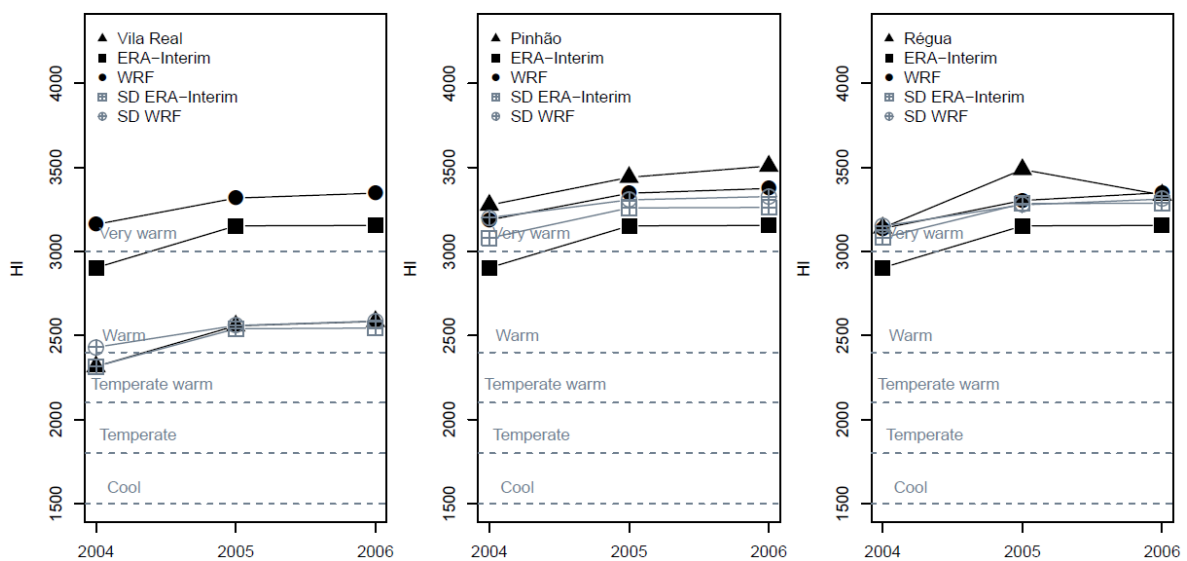 Vila Real
ERA−Interim
WRF
SD ERA−Interim
SD WRF
4000
3500
3000
2500
2000
1500
HI
Very warm
Warm
Temperate warm
Temperate
Cool
2004 2005 2006
Pinhão
ERA−Interim
WRF
SD ERA−Interim
SD WRF
4000
3500
3000
2500
2000
1500
HI
Very warm
Warm
Temperate warm
Temperate
Cool
2004 2005 2006
Régua
ERA−Interim
WRF
SD ERA−Interim
SD WRF
4000
3500
3000
2500
2000
1500
HI
Very warm
Warm
Temperate warm
Temperate
Cool
2004 2005 2006